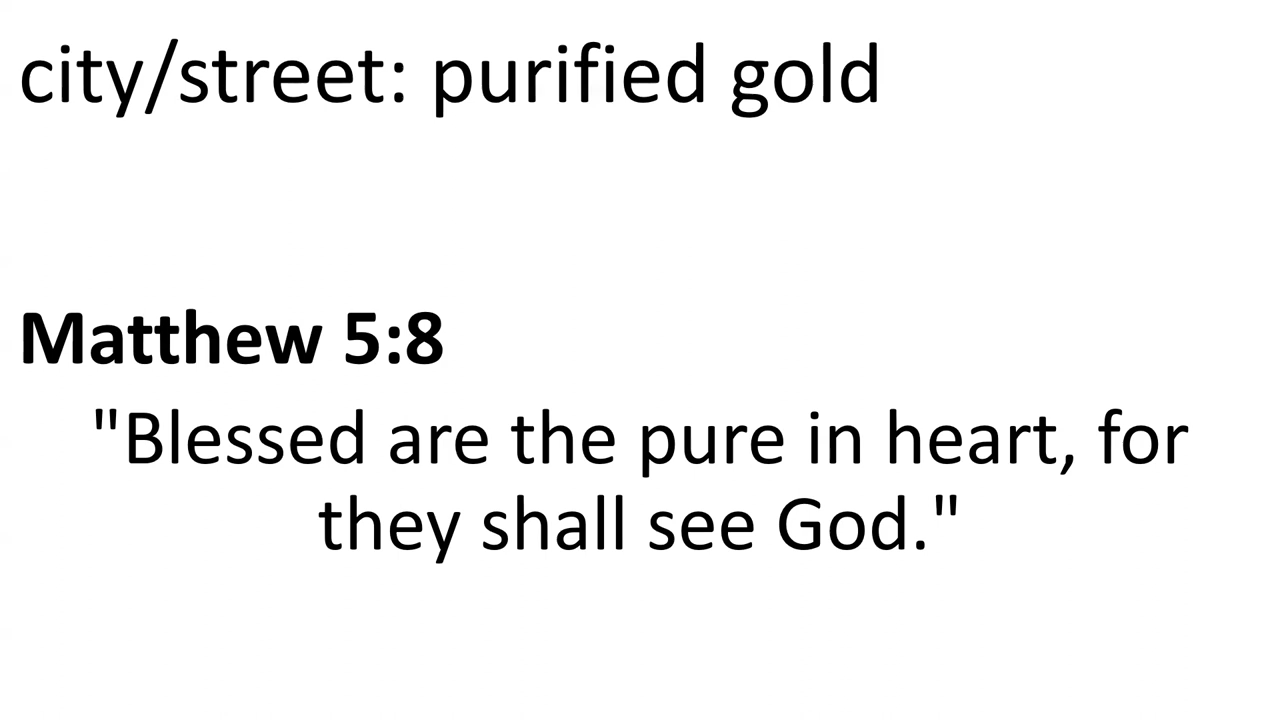 city/street: purified gold
Matthew 5:8
"Blessed are the pure in heart, for
they shall see God."